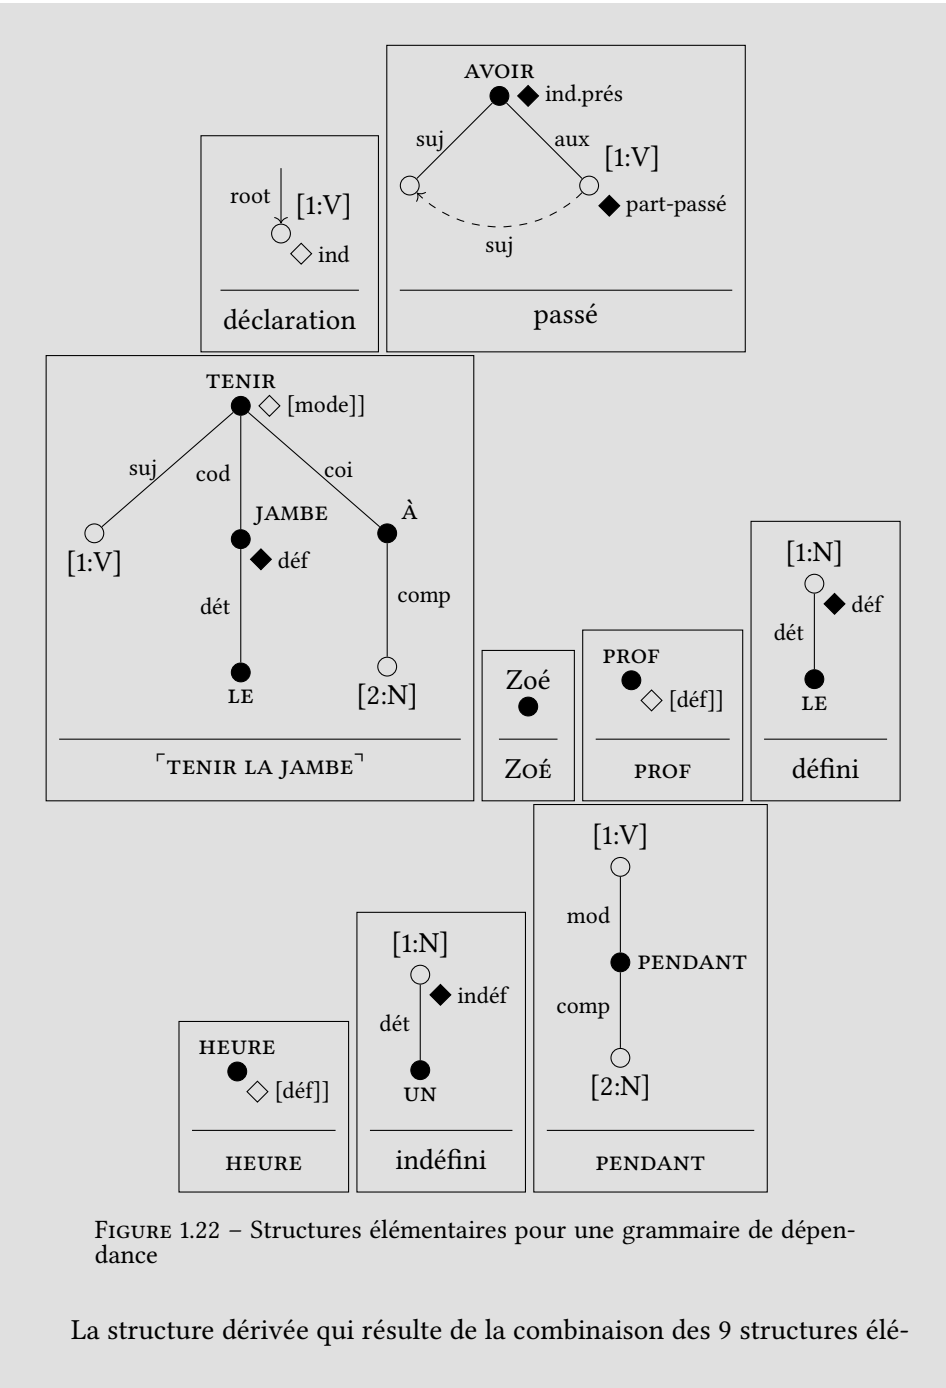 AVOIR
ind.prés
suj
aux
[1:V]
part-passé
suj
passé
root
[1:V]
ind
déclaration
TENIR
[mode]]
suj
cod
coi
[1:V]
JAMBE
déf
À
dét
comp
LE
[2:N]
⌜TENIR LA JAMBE⌝
Zoé
ZOÉ
PROF
[déf]]
PROF
[1:N]
déf
dét
LE
défini
HEURE
[déf]]
HEURE
[1:N]
indéf
dét
UN
indéfini
[1:V]
mod
PENDANT
comp
[2:N]
PENDANT
FIGURE 1.22 – Structures élémentaires pour une grammaire de dépen-
dance
La structure dérivée qui résulte de la combinaison des 9 structures élé-